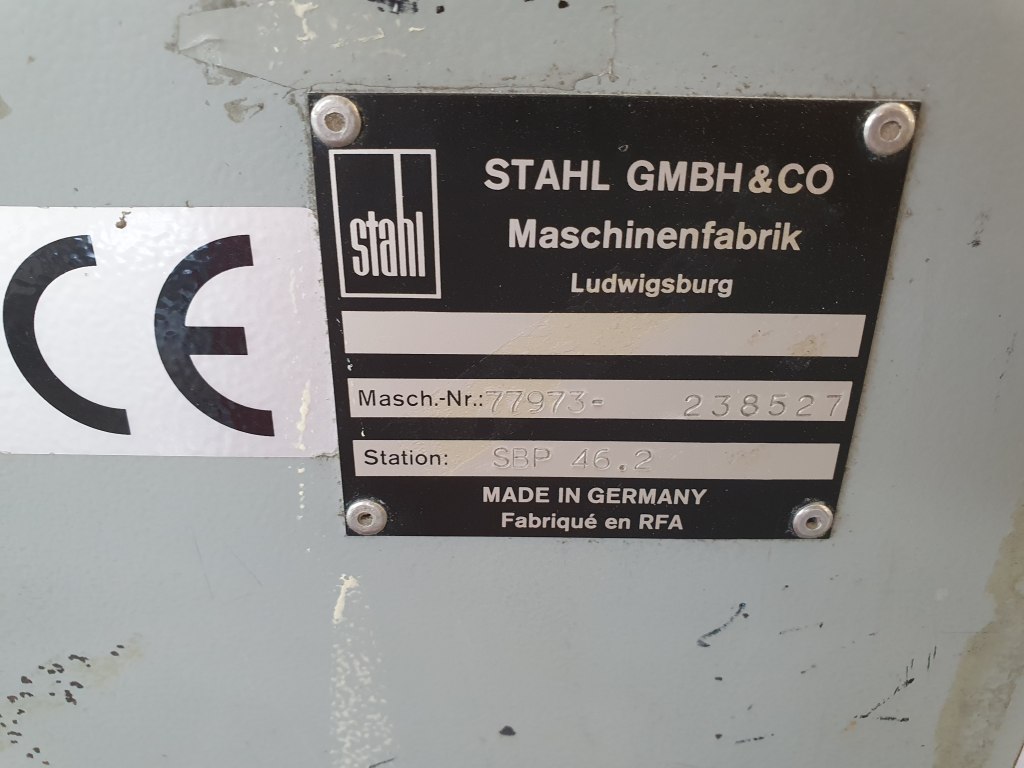 CE
stahl
STAHL GMBH & CO
Maschinenfabrik
Ludwigsburg
Masch.-Nr.: 77973- 238527
Station: SBP 46.2
MADE IN GERMANY
Fabriqué en RFA